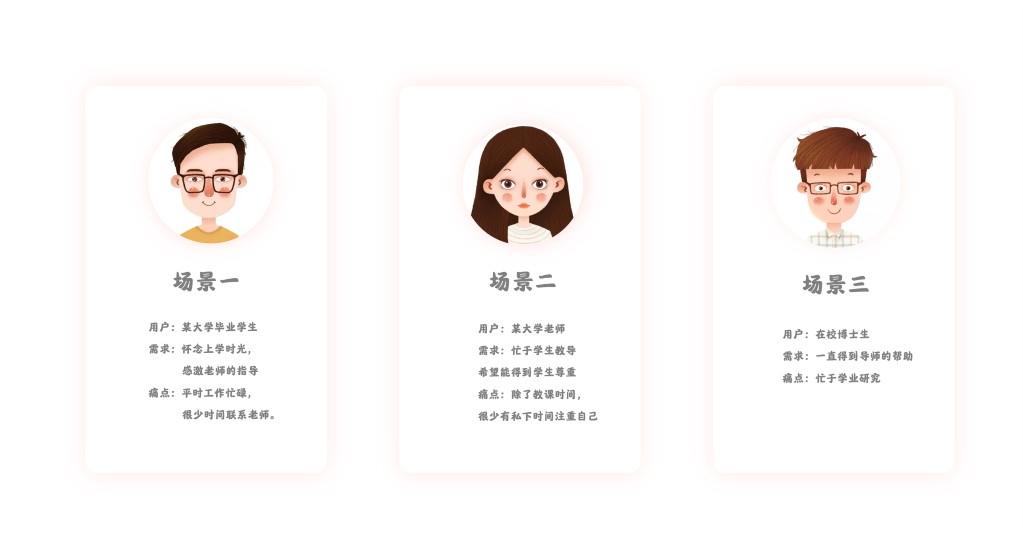 场景一
用户：某大学毕业学生
需求：怀念上学时光，
感激老师的指导
痛点：平时工作忙碌，
很少时间联系老师。
场景二
用户：某大学老师
需求：忙于学生教导
希望能得到学生尊重
痛点：除了教课时间，
很少有私下时间注重自己
场景三
用户：在校博士生
需求：一直得到导师的帮助
痛点：忙于学业研究